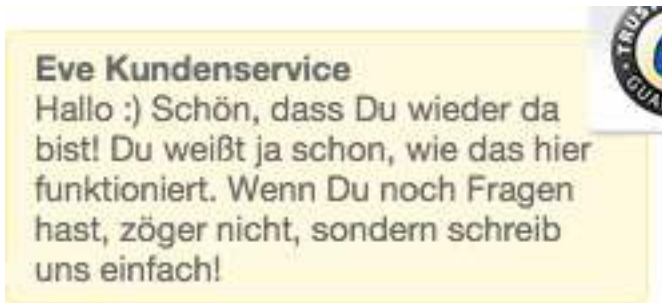 Eve Kundenservice
Hallo :) Schön, dass Du wieder da
bist! Du weißt ja schon, wie das hier
funktioniert. Wenn Du noch Fragen
hast, zöger nicht, sondern schreib
uns einfach!